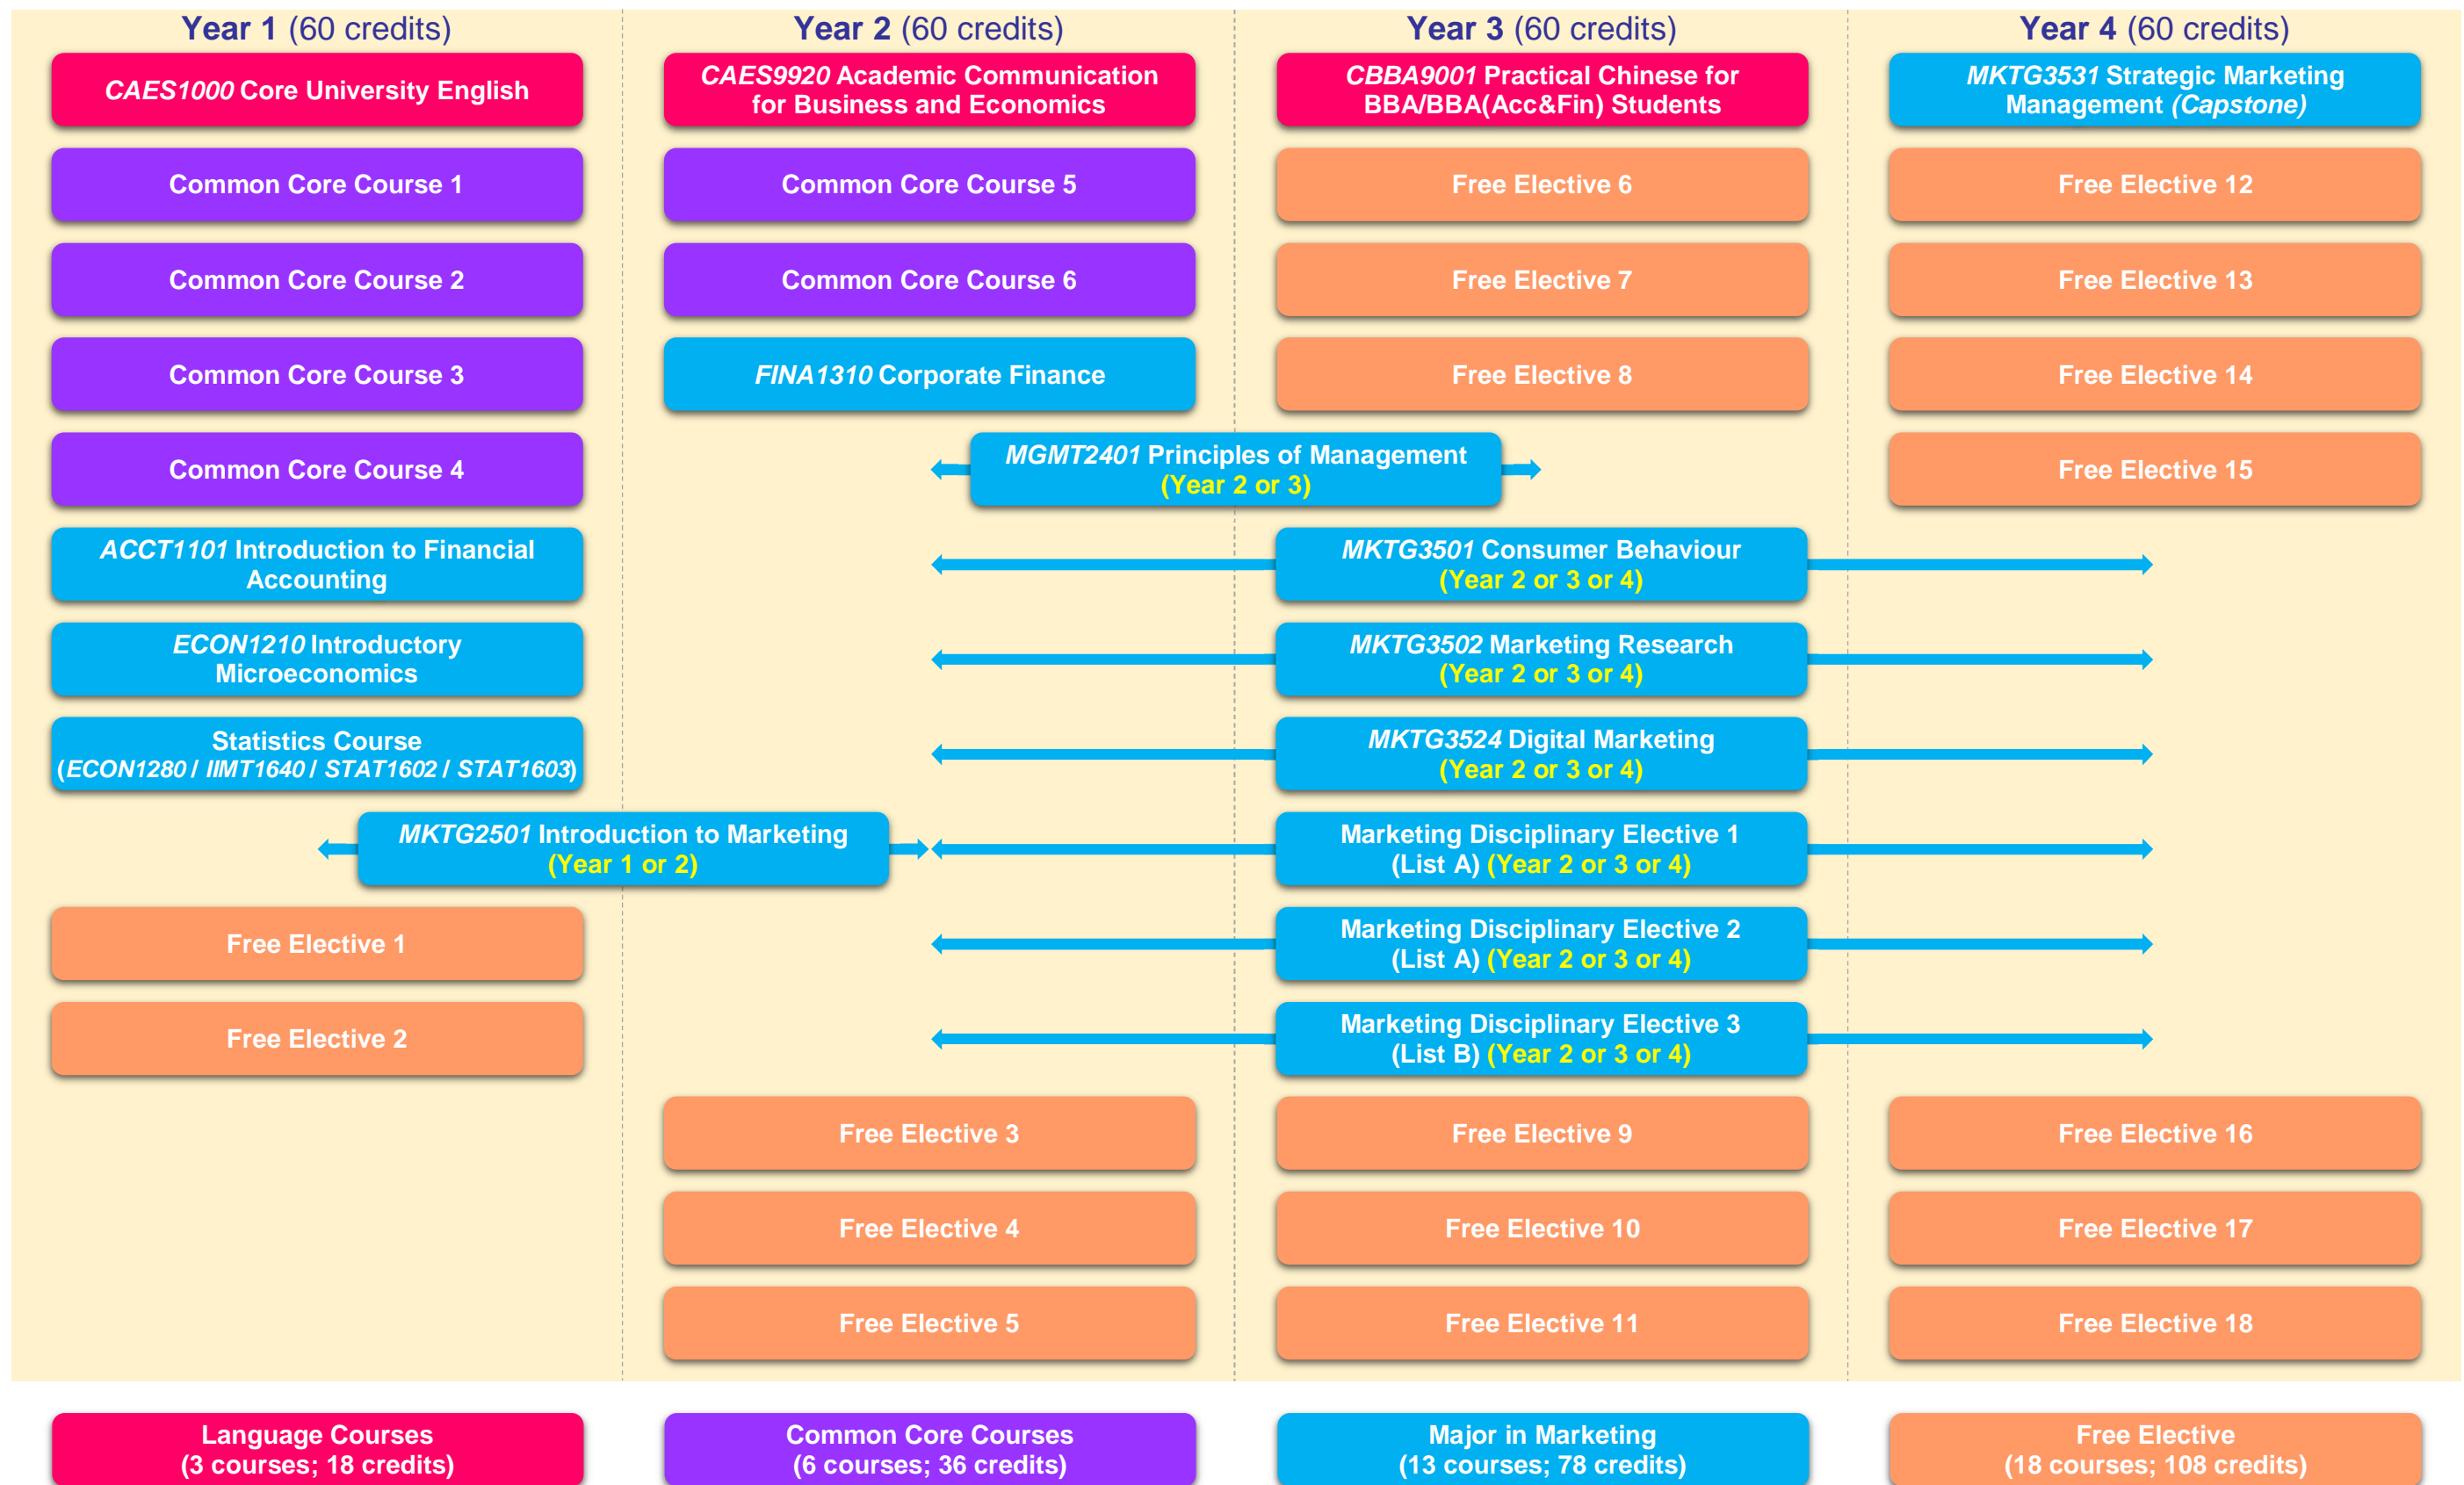 Year 1 (60 credits)
CAES1000 Core University English
Common Core Course 1
Common Core Course 2
Common Core Course 3
Common Core Course 4
ACCT1101 Introduction to Financial
Accounting
ECON1210 Introductory
Microeconomics
Statistics Course
(ECON1280 / IIMT1640 / STAT1602 / STAT1603)
MKTG2501 Introduction to Marketing
(Year 1 or 2)
Free Elective 1
Free Elective 2
Year 2 (60 credits)
CAES9920 Academic Communication
for Business and Economics
Common Core Course 5
Common Core Course 6
FINA1310 Corporate Finance
MGMT2401 Principles of Management
(Year 2 or 3)
Free Elective 3
Free Elective 4
Free Elective 5
Year 3 (60 credits)
CBBA9001 Practical Chinese for
BBA/BBA(Acc&Fin) Students
Free Elective 6
Free Elective 7
Free Elective 8
MKTG3501 Consumer Behaviour
(Year 2 or 3 or 4)
MKTG3502 Marketing Research
(Year 2 or 3 or 4)
MKTG3524 Digital Marketing
(Year 2 or 3 or 4)
Marketing Disciplinary Elective 1
(List A) (Year 2 or 3 or 4)
Marketing Disciplinary Elective 2
(List A) (Year 2 or 3 or 4)
Marketing Disciplinary Elective 3
(List B) (Year 2 or 3 or 4)
Free Elective 9
Free Elective 10
Free Elective 11
Year 4 (60 credits)
MKTG3531 Strategic Marketing
Management (Capstone)
Free Elective 12
Free Elective 13
Free Elective 14
Free Elective 15
Free Elective 16
Free Elective 17
Free Elective 18
Language Courses
(3 courses; 18 credits)
Common Core Courses
(6 courses; 36 credits)
Major in Marketing
(13 courses; 78 credits)
Free Elective
(18 courses; 108 credits)